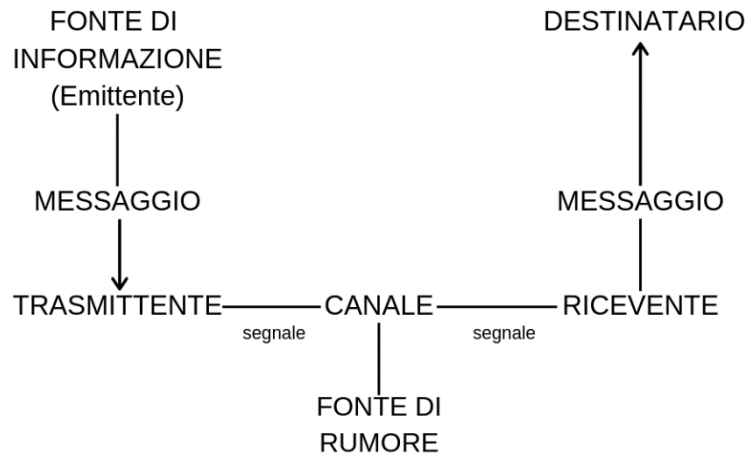 FONTE DI
INFORMAZIONE
(Emittente)
DESTINATARIO
MESSAGGIO
MESSAGGIO
TRASMITTENTE
CANALE
RICEVENTE
segnale
segnale
FONTE DI
RUMORE